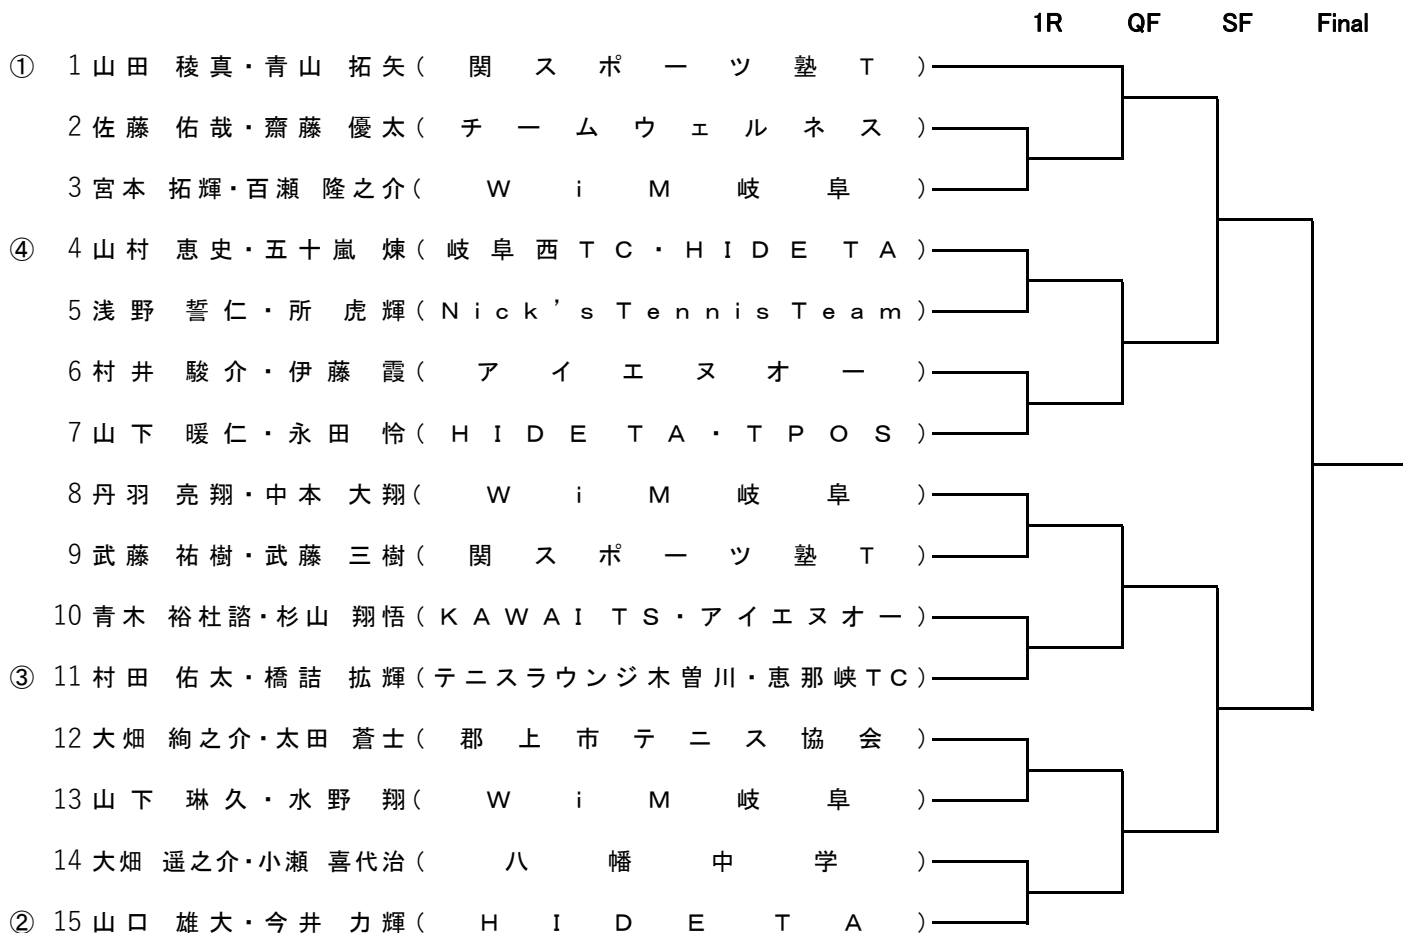 1R QF SF Final
① 1 山田 稜真・青山 拓矢(関スポーツ塾T)
2 佐藤 佑哉・齋藤 優太(チームウェルネス)
3 宮本 拓輝・百瀬 隆之介(WiM岐阜)
④ 4 山村 恵史・五十嵐 煉(岐阜西TC・HIDE TA)
5 浅野 誓仁・所 虎輝(Nick’sTennisTeam)
6 村井 駿介・伊藤 霞(アイエヌオー)
7 山下 暖仁・永田 怜(HIDE TA・TPOS)
8 丹羽 亮翔・中本 大翔(WiM岐阜)
9 武藤 祐樹・武藤 三樹(関スポーツ塾T)
10 青木 裕杜諮・杉山 翔悟(KAWAI TS・アイエヌオー)
③ 11 村田 佑太・橋詰 拡輝(テニスラウンジ木曽川・恵那峡TC)
12 大畑 絢之介・太田 蒼士(郡上市テニス協会)
13 山下 琳久・水野 翔(WiM岐阜)
14 大畑 遥之介・小瀬 喜代治(八幡中学)
② 15 山口 雄大・今井 力輝(HIDE TA)